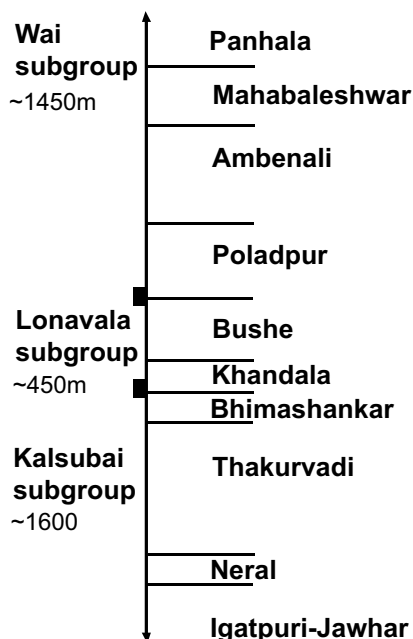 Wai
subgroup
~1450m
Lonavala
subgroup
~450m
Kalsubai
subgroup
~1600
Panhala
Mahabaleshwar
Ambenali
Poladpur
Bushe
Khandala
Bhimashankar
Thakurvadi
Neral
Igatpuri-Jawhar